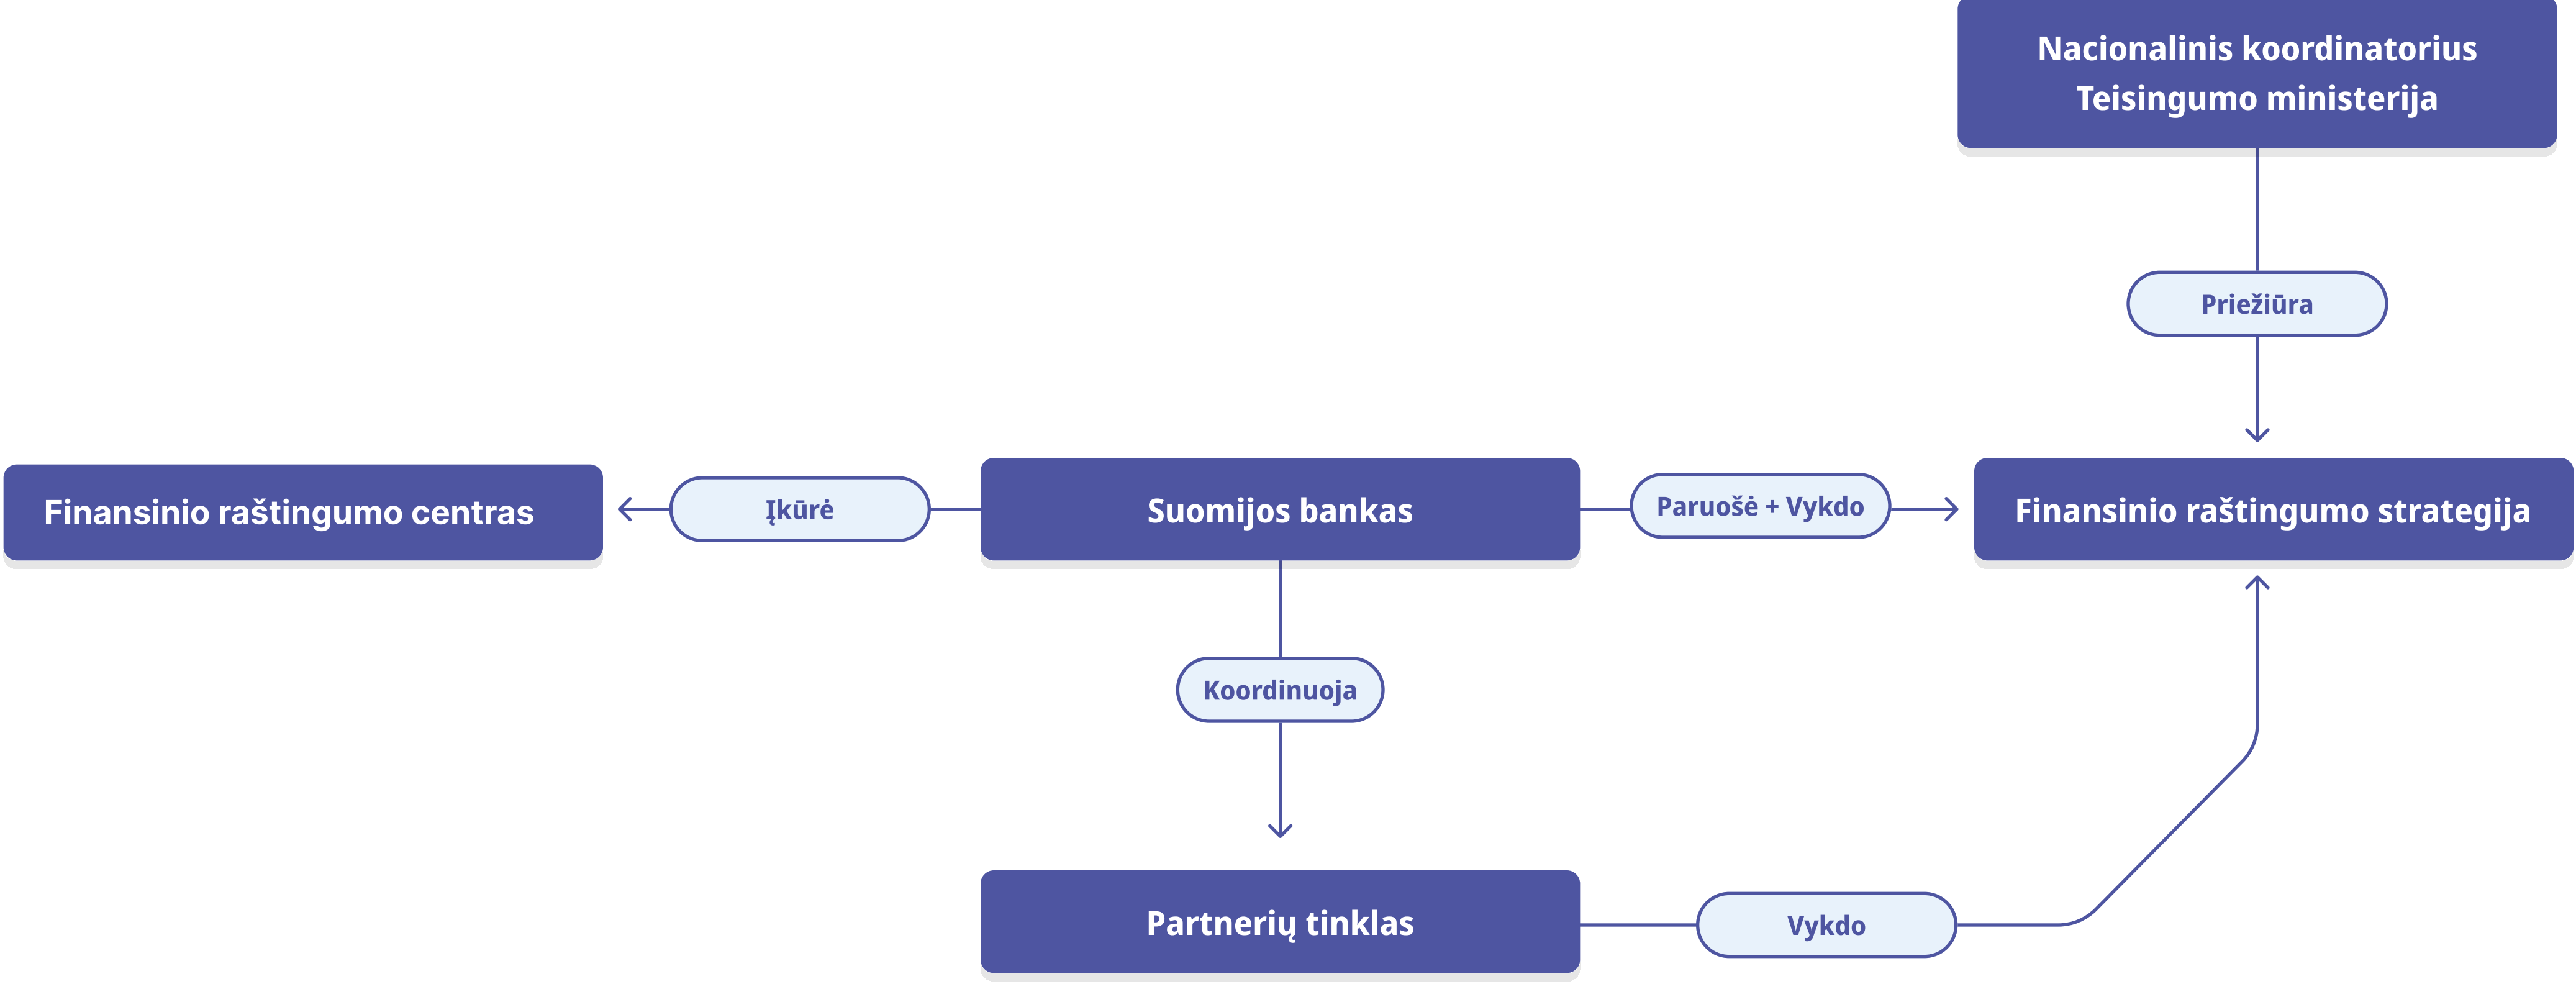 Nacionalinis koordinatorius
Teisingumo ministerija
Priežiūra
Finansinio raštingumo centras
Įkūrė
Suomijos bankas
Paruošė + Vykdo
Finansinio raštingumo strategija
Koordinuoja
Partnerių tinklas
Vykdo